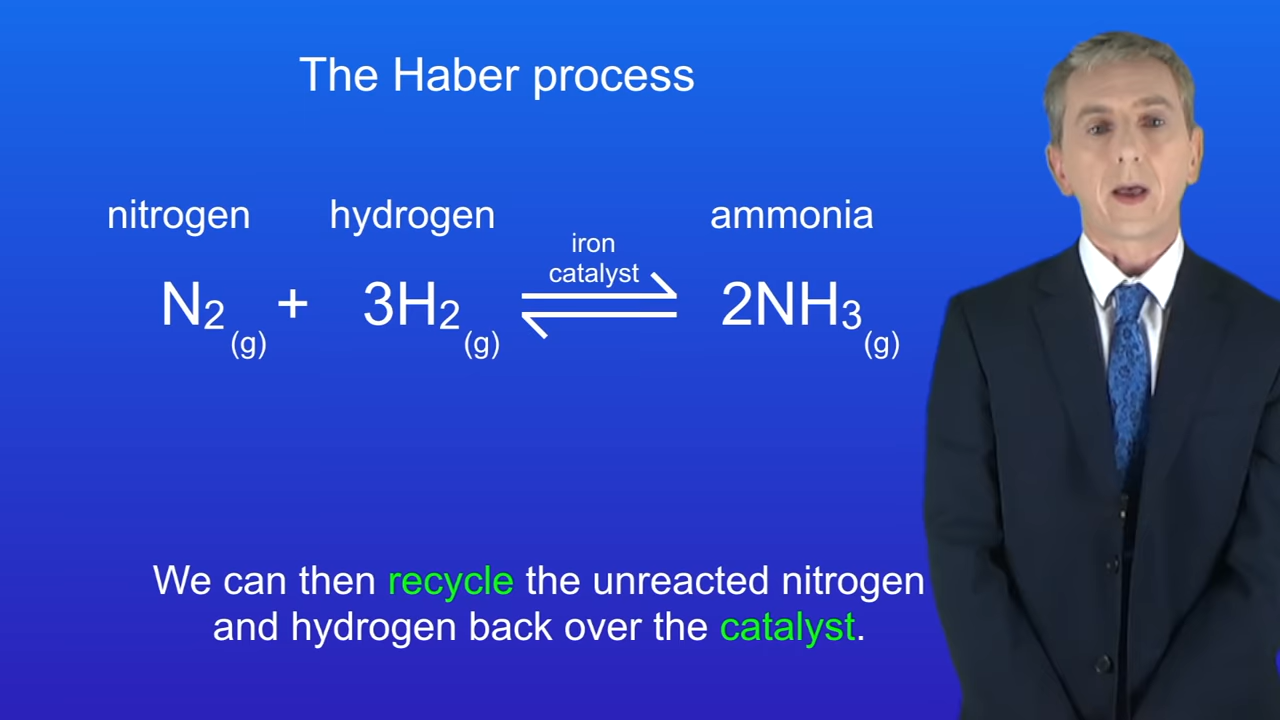 The Haber process
nitrogen hydrogen ammonia
iron
catalyst
N2(g) + 3H2(g) ⇌ 2NH3(g)
We can then recycle the unreacted nitrogen
and hydrogen back over the catalyst.